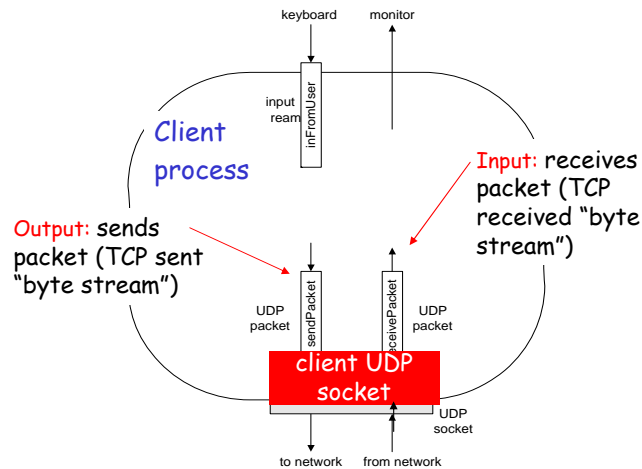 keyboard
monitor
input
ream
inFromUser
Client
process
Input: receives
packet (TCP
received “byte
stream”)
Output: sends
packet (TCP sent
“byte stream”)
UDP
packet
sendPacket
eceivePacket
UDP
packet
client UDP
socket
UDP
socket
to network
from network